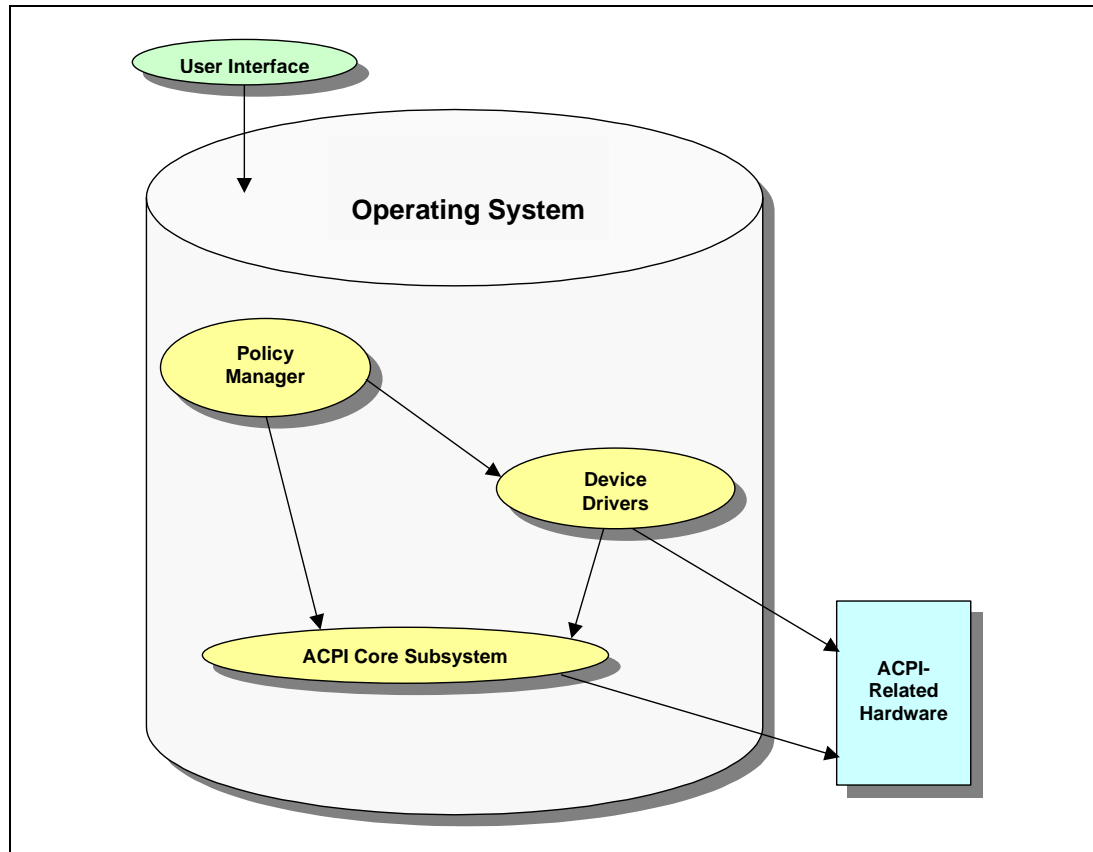 User Interface
Operating System
Policy
Manager
Device
Drivers
ACPI Core Subsystem
ACPI-
Related
Hardware